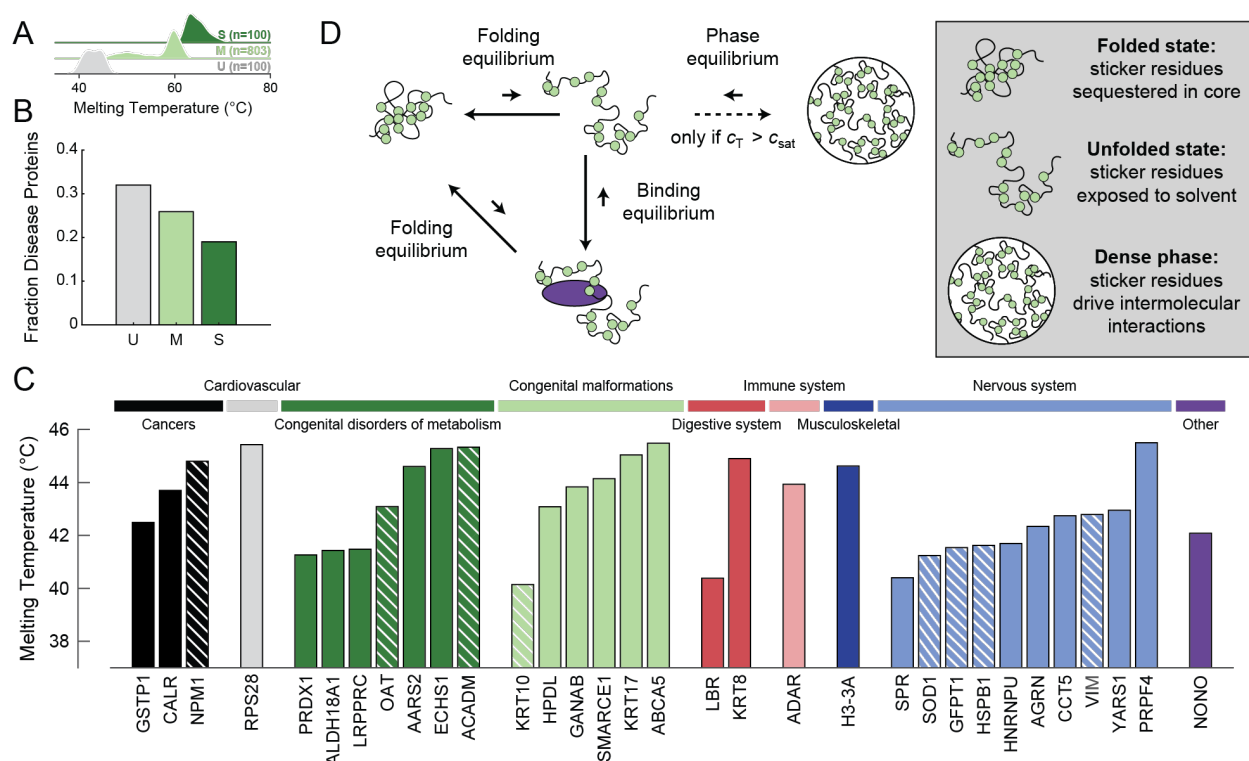 A
S (n=100)
M (n=803)
U (n=100)
40 60 80
Melting Temperature (°C)
B
Fraction Disease Proteins
0.4
0.3
0.2
0.1
0
U M S
D
Folding
equilibrium
Phase
equilibrium
only if cT > csat
Folding
equilibrium
Binding
equilibrium
Folded state:
sticker residues
sequestered in core
Unfolded state:
sticker residues
exposed to solvent
Dense phase:
sticker residues
drive intermolecular
interactions
C
Cardiovascular Congenital malformations Immune system Nervous system
Cancers Congenital disorders of metabolism Digestive system Musculoskeletal Other
Melting Temperature (°C)
46
44
42
40
38
GSTP1
CALR
NPM1
RPS28
PRDX1
ALDH18A1
LRPPRC
OAT
AARS2
ECHS1
ACADM
KRT10
HPDL
GANAB
SMARCE1
KRT17
ABCA5
LBR
KRT8
ADAR
H3-3A
SPR
SOD1
GFPT1
HSPB1
HNRNPU
AGRN
CCT5
VIM
YARS1
PRPF4
NONO